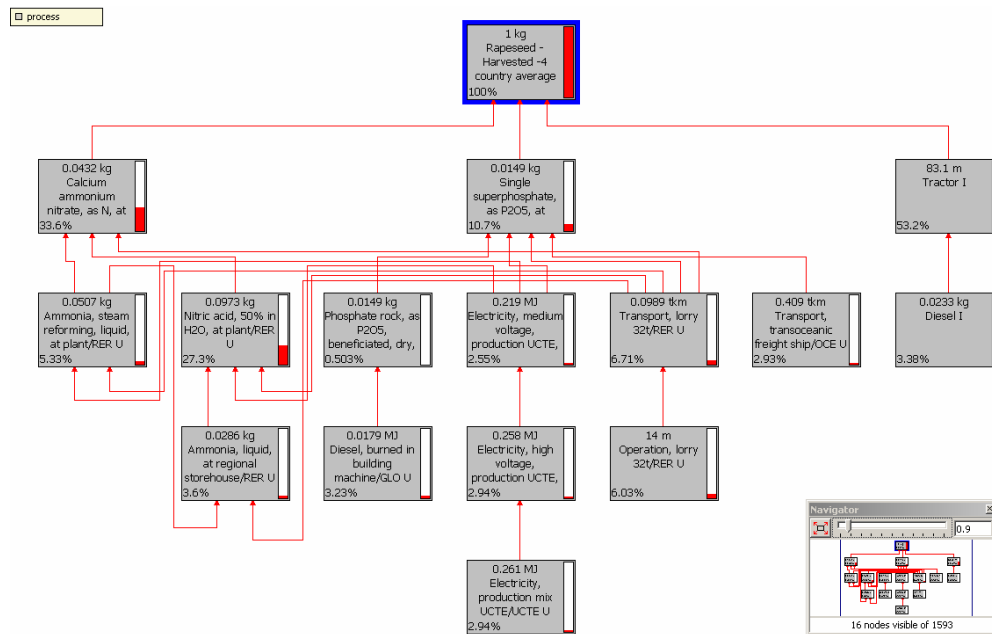 process
1 kg
Rapeseed -
Harvested -4
country average
100%
0.0432 kg
Calcium
ammonium
nitrate, as N, at
33.6%
0.0149 kg
Single
superphosphate,
as P2O5, at
10.7%
83.1 m
Tractor I
53.2%
0.0507 kg
Ammonia, steam
reforming, liquid,
at plant/RER U
5.33%
0.0973 kg
Nitric acid, 50% in
H2O, at plant/RER
U
27.3%
0.0149 kg
Phosphate rock, as
P2O5,
beneficiated, dry,
0.503%
0.219 MJ
Electricity, medium
voltage,
production UCTE,
2.55%
0.0989 tkm
Transport, lorry
32t/RER U
6.71%
0.409 tkm
Transport,
transoceanic
freight ship/OCE U
2.93%
0.0233 kg
Diesel I
3.38%
0.0286 kg
Ammonia, liquid,
at regional
storehouse/RER U
3.6%
0.0179 MJ
Diesel, burned in
building
machine/GLO U
3.23%
0.258 MJ
Electricity, high
voltage,
production UCTE,
2.94%
14 m
Operation, lorry
32t/RER U
6.03%
0.261 MJ
Electricity,
production mix
UCTE/UCTE U
2.94%
Navigator
0.9
16 nodes visible of 1593